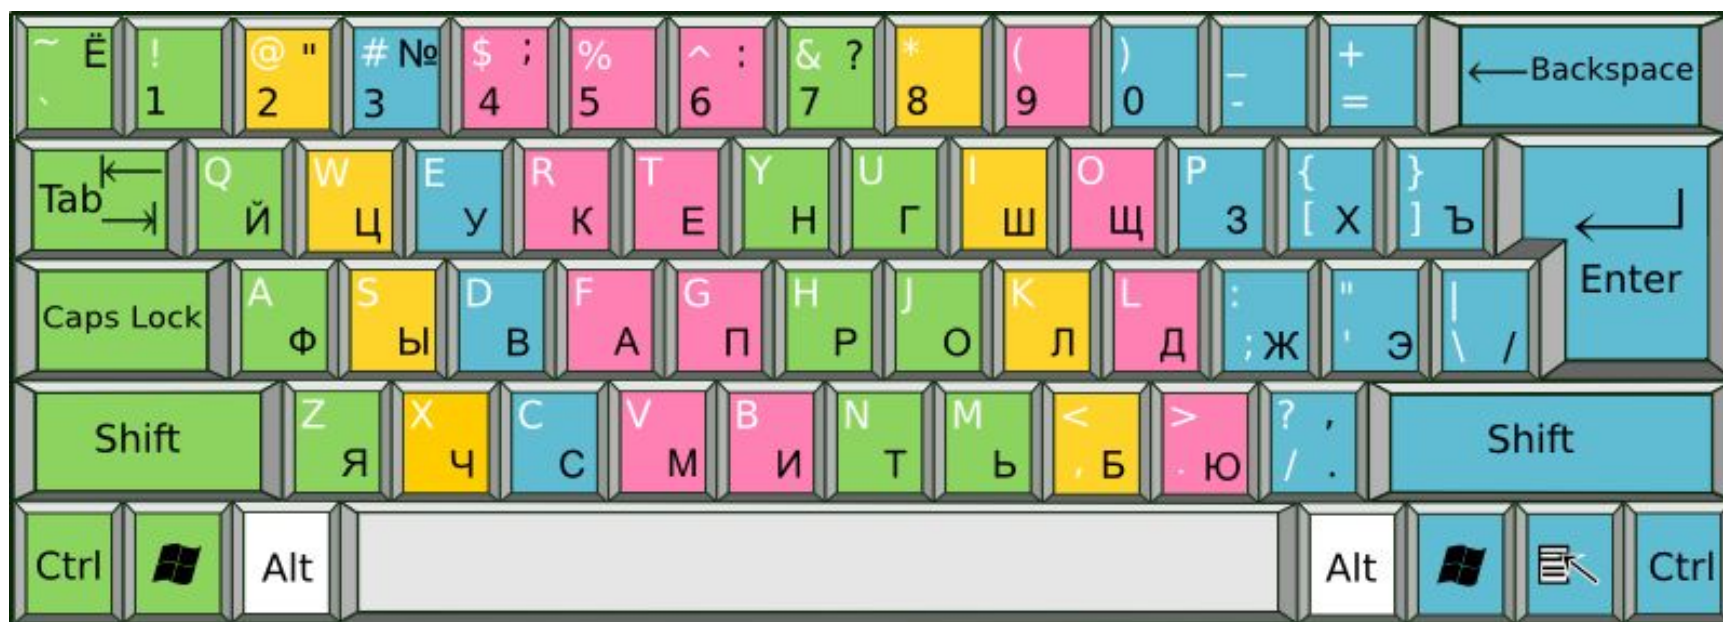 ~ Ё ` ! 1 @ " 2 # № 3 $ ; 4 % 5 ^ : 6 & ? 7 * 8 ( 9 ) 0 _ - + = ←Backspace
Tab Q Й W Ц E У R К T Е Y Н U Г I Ш O Щ P З { [ Х } ] Ъ
Caps Lock A Ф S Ы D В F А G П H Р J О K Л L Д : ; Ж " ' Э | \ / Enter
Shift Z Я X Ч C С V М B И N Т M Ь < , Б > . Ю ? , / . Shift
Ctrl Alt Alt Ctrl